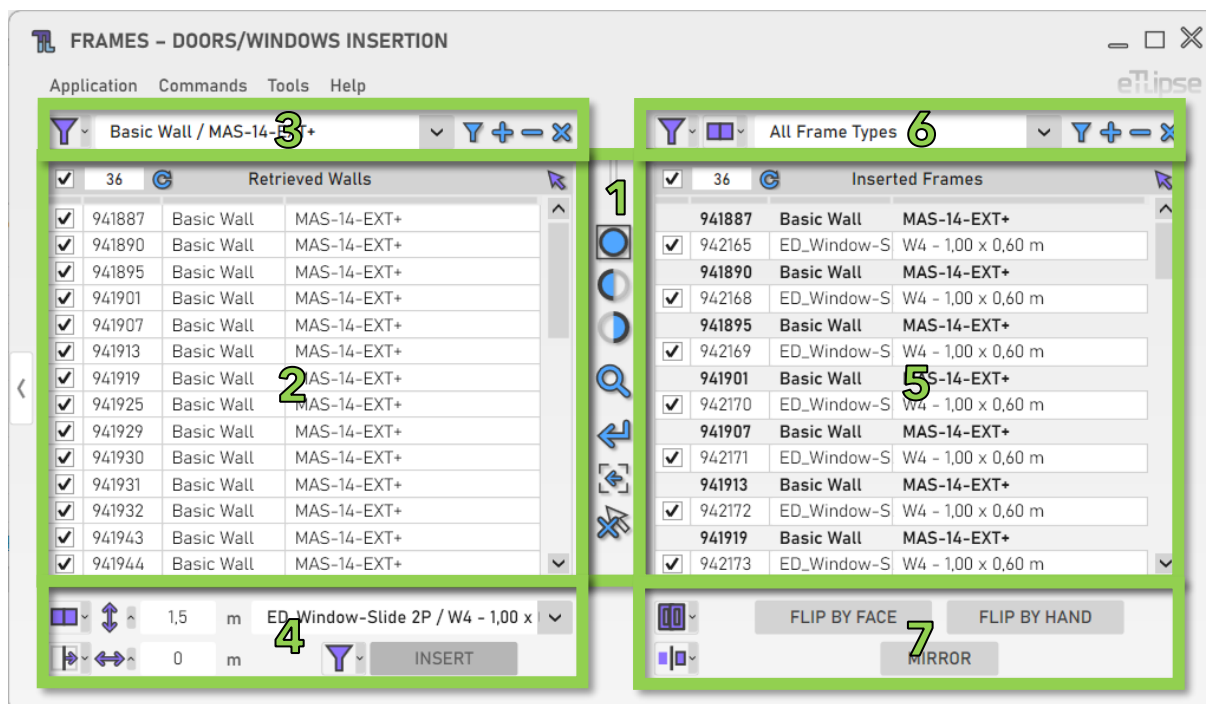 FRAMES – DOORS/WINDOWS INSERTION
Application Commands Tools Help
eTLipse
3
Basic Wall / MAS-14-EXT+
6
All Frame Types
1
36 Retrieved Walls
941887 Basic Wall MAS-14-EXT+
941890 Basic Wall MAS-14-EXT+
941895 Basic Wall MAS-14-EXT+
941901 Basic Wall MAS-14-EXT+
941907 Basic Wall MAS-14-EXT+
941913 Basic Wall MAS-14-EXT+
941919 Basic Wall MAS-14-EXT+
2
941925 Basic Wall MAS-14-EXT+
941929 Basic Wall MAS-14-EXT+
941930 Basic Wall MAS-14-EXT+
941931 Basic Wall MAS-14-EXT+
941932 Basic Wall MAS-14-EXT+
941943 Basic Wall MAS-14-EXT+
941944 Basic Wall MAS-14-EXT+
36 Inserted Frames
941887 Basic Wall MAS-14-EXT+
942165 ED_Window-S W4 – 1,00 x 0,60 m
941890 Basic Wall MAS-14-EXT+
942168 ED_Window-S W4 – 1,00 x 0,60 m
941895 Basic Wall MAS-14-EXT+
942169 ED_Window-S W4 – 1,00 x 0,60 m
941901 Basic Wall MAS-14-EXT+
5
942170 ED_Window-S W4 – 1,00 x 0,60 m
941907 Basic Wall MAS-14-EXT+
942171 ED_Window-S W4 – 1,00 x 0,60 m
941913 Basic Wall MAS-14-EXT+
942172 ED_Window-S W4 – 1,00 x 0,60 m
941919 Basic Wall MAS-14-EXT+
942173 ED_Window-S W4 – 1,00 x 0,60 m
1,5 m ED_Window-Slide 2P / W4 – 1,00 x
4
0 m INSERT
FLIP BY FACE FLIP BY HAND
7
MIRROR